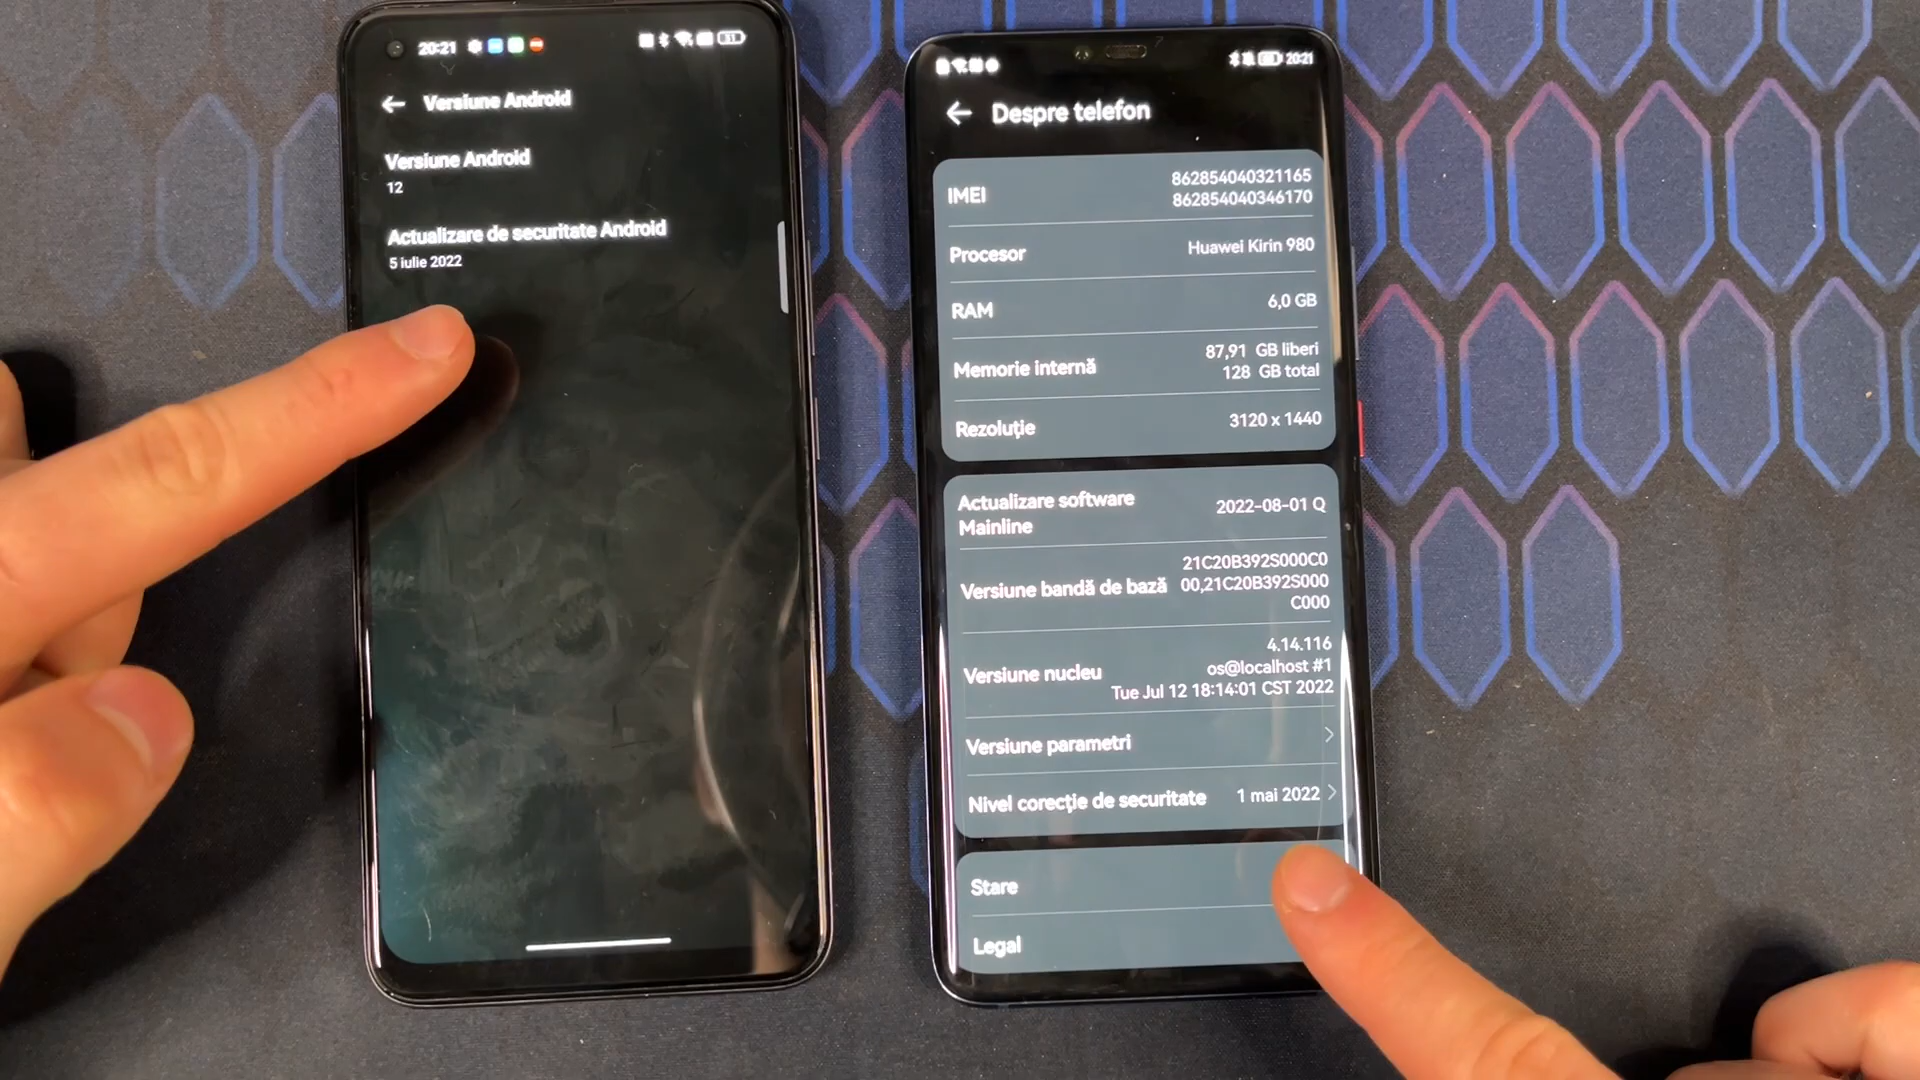 20:21
31
Versiune Android
Versiune Android
12
Actualizare de securitate Android
5 iulie 2022
20:21
Despre telefon
IMEI
862854040321165
862854040346170
Procesor
Huawei Kirin 980
RAM
6,0 GB
Memorie internă
87,91 GB liberi
128 GB total
Rezoluție
3120 x 1440
Actualizare software
Mainline
2022-08-01 Q
Versiune bandă de bază
21C20B392S000C0
00,21C20B392S000
C000
Versiune nucleu
4.14.116
os@localhost #1
Tue Jul 12 18:14:01 CST 2022
Versiune parametri
Nivel corecție de securitate
1 mai 2022
Stare
Legal